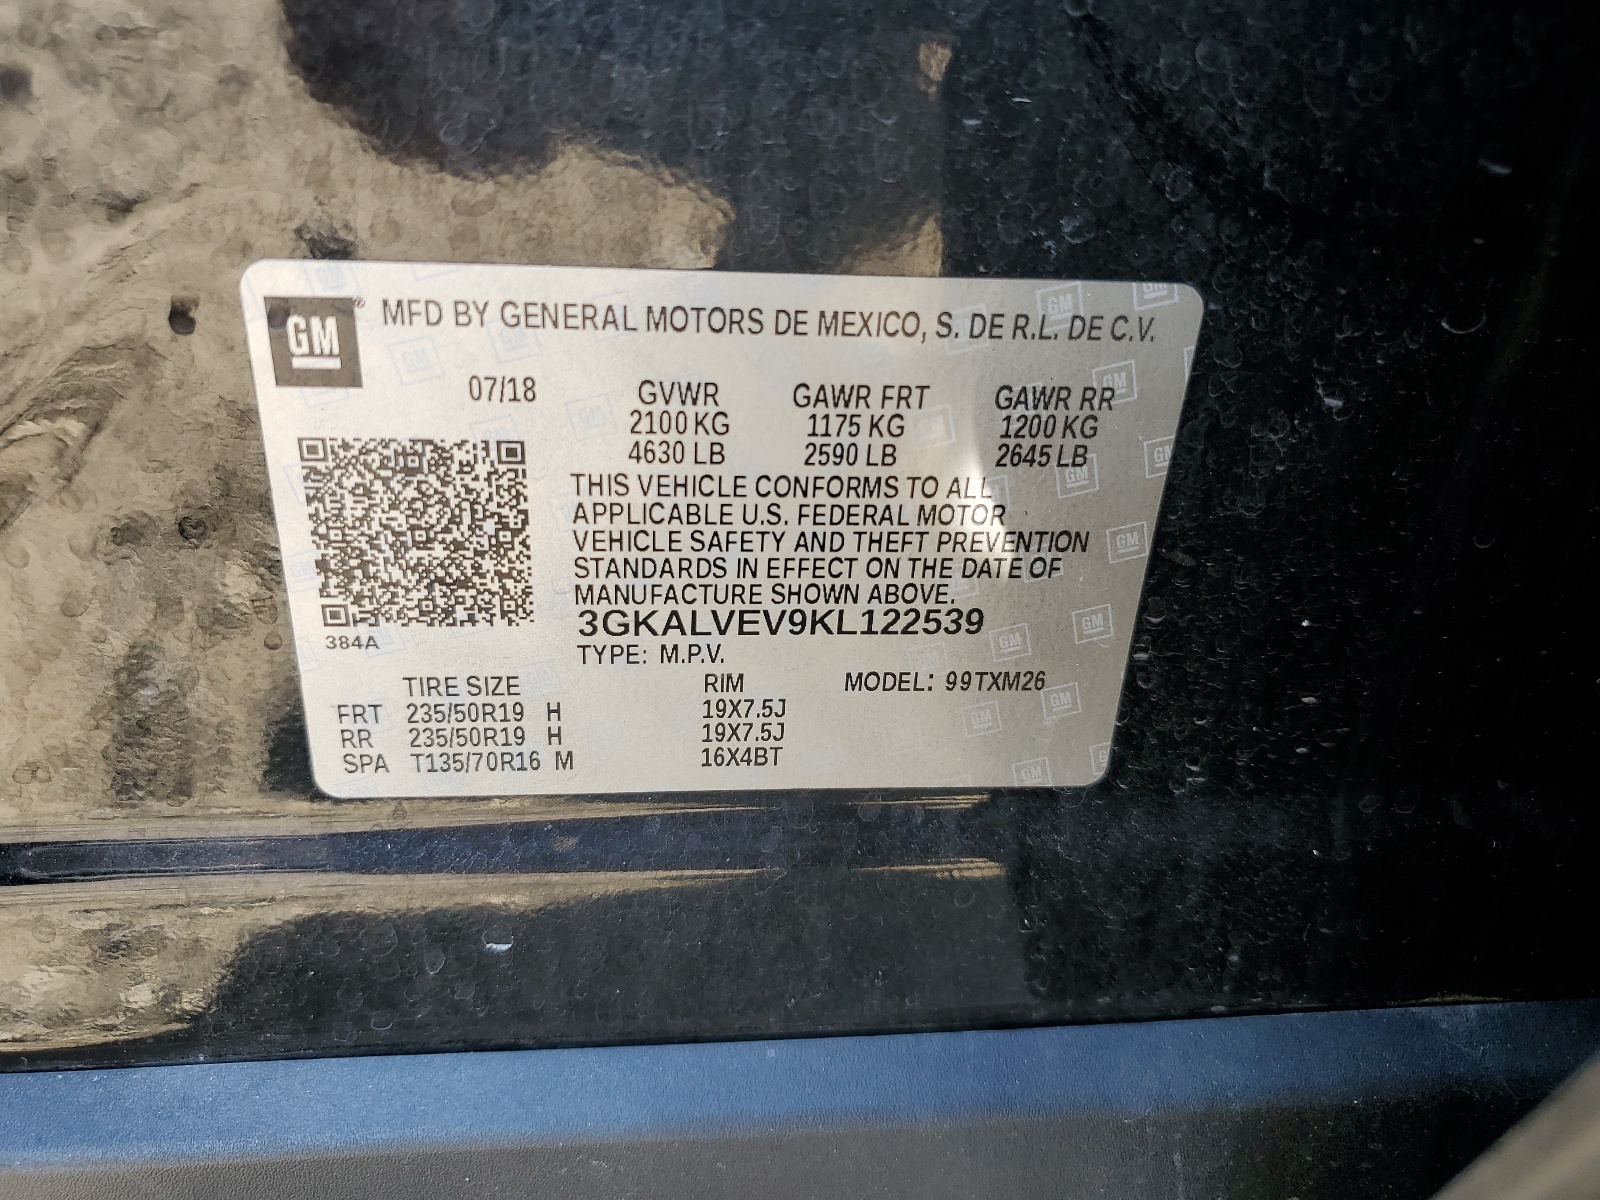 GM® MFD BY GENERAL MOTORS DE MEXICO, S. DE R.L. DE C.V.
07/18 GVWR GAWR FRT GAWR RR
2100 KG 1175 KG 1200 KG
4630 LB 2590 LB 2645 LB
THIS VEHICLE CONFORMS TO ALL
APPLICABLE U.S. FEDERAL MOTOR
VEHICLE SAFETY AND THEFT PREVENTION
STANDARDS IN EFFECT ON THE DATE OF
MANUFACTURE SHOWN ABOVE.
3GKALVEV9KL122539
384A
TYPE: M.P.V.
TIRE SIZE RIM MODEL: 99TXM26
FRT 235/50R19 H 19X7.5J
RR 235/50R19 H 19X7.5J
SPA T135/70R16 M 16X4BT